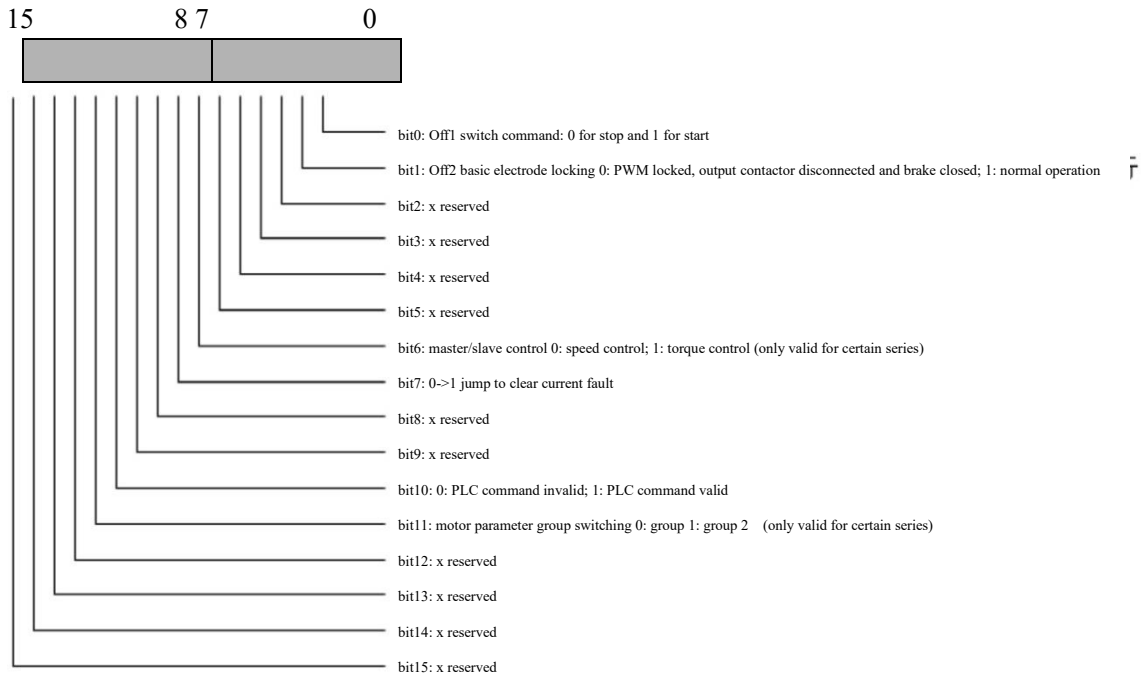 15 8 7 0
bit0: Off1 switch command: 0 for stop and 1 for start
bit1: Off2 basic electrode locking 0: PWM locked, output contactor disconnected and brake closed; 1: normal operation
bit2: x reserved
bit3: x reserved
bit4: x reserved
bit5: x reserved
bit6: master/slave control 0: speed control; 1: torque control (only valid for certain series)
bit7: 0->1 jump to clear current fault
bit8: x reserved
bit9: x reserved
bit10: 0: PLC command invalid; 1: PLC command valid
bit11: motor parameter group switching 0: group 1: group 2 (only valid for certain series)
bit12: x reserved
bit13: x reserved
bit14: x reserved
bit15: x reserved